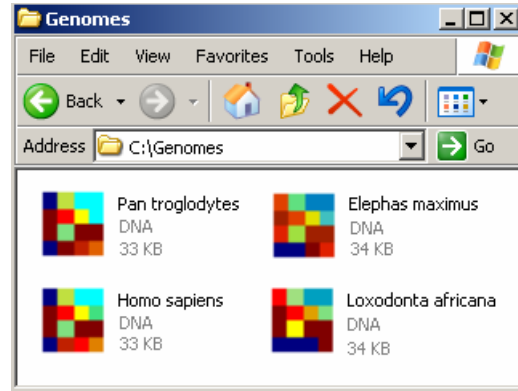 Genomes
File Edit View Favorites Tools Help
Back
Address C:\Genomes Go
Pan troglodytes
DNA
33 KB
Elephas maximus
DNA
34 KB
Homo sapiens
DNA
33 KB
Loxodonta africana
DNA
34 KB